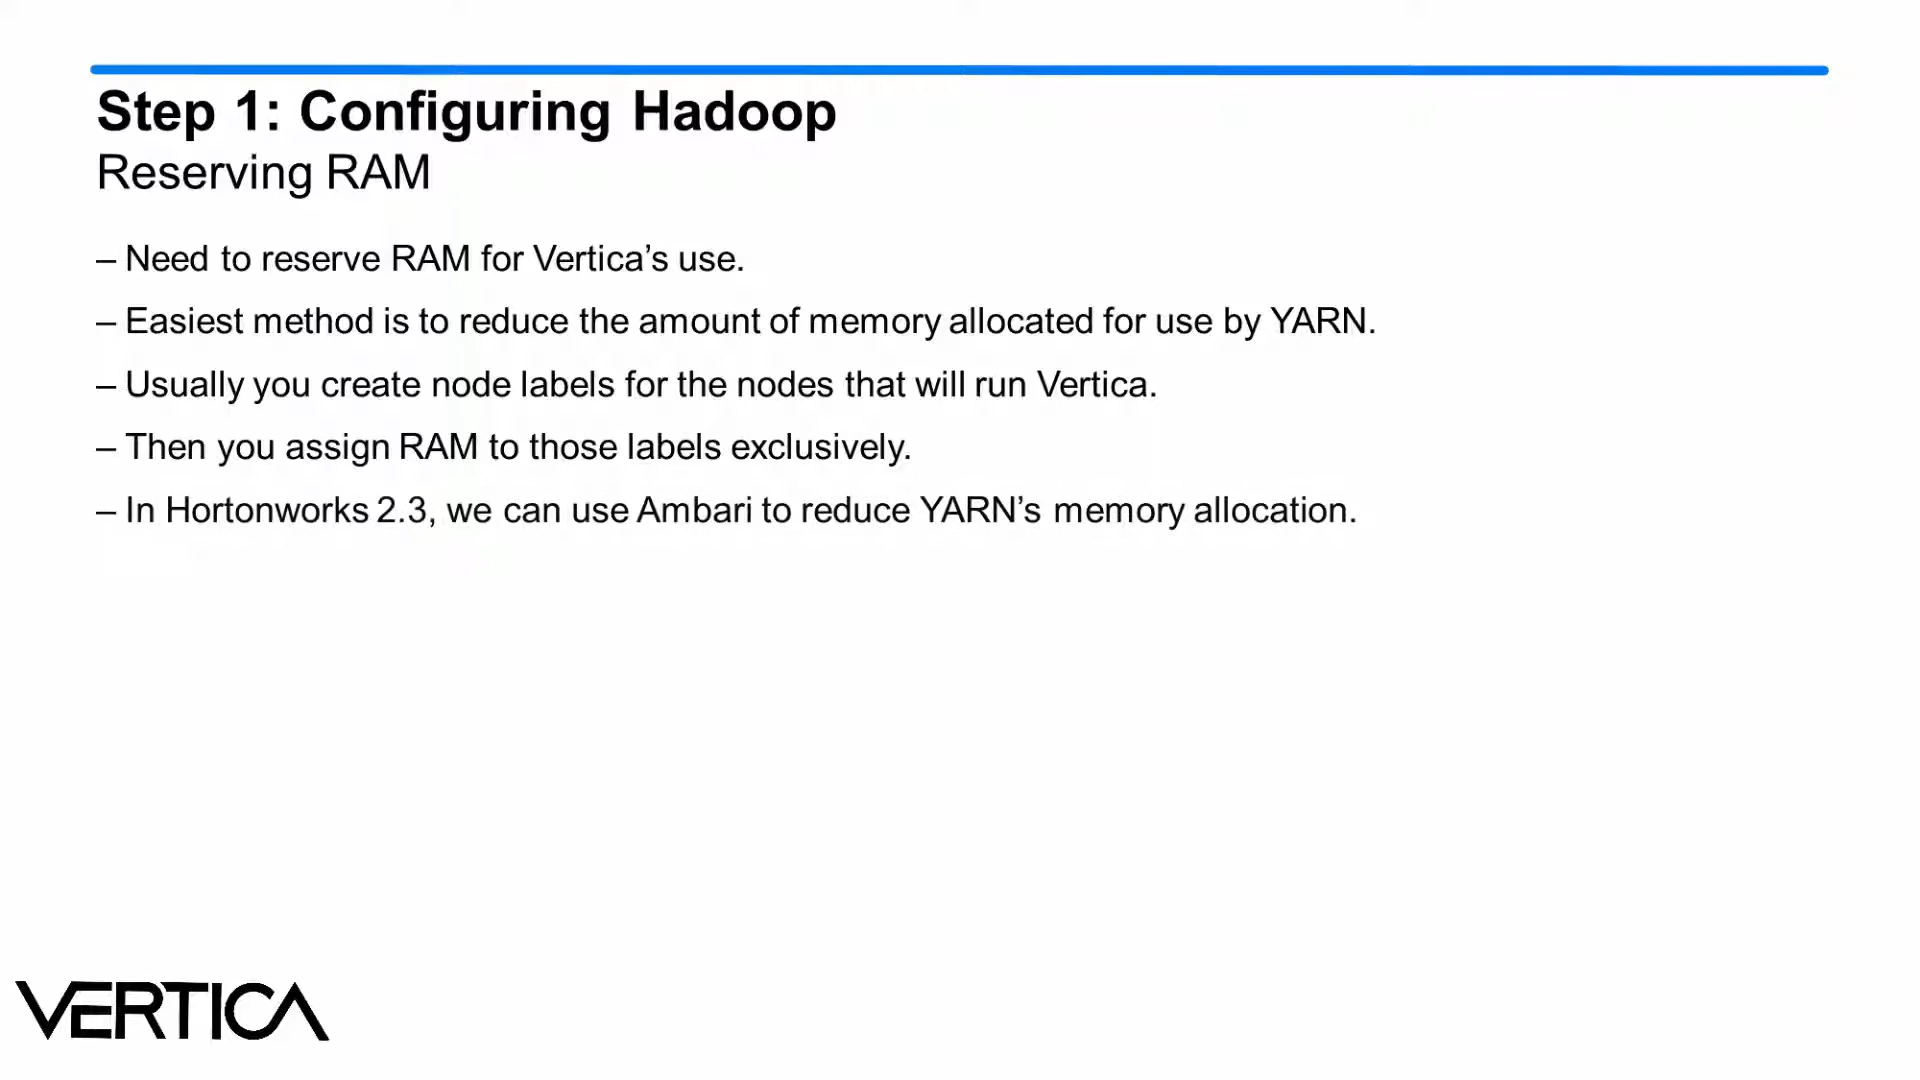 Step 1: Configuring Hadoop
Reserving RAM
– Need to reserve RAM for Vertica’s use.
– Easiest method is to reduce the amount of memory allocated for use by YARN.
– Usually you create node labels for the nodes that will run Vertica.
– Then you assign RAM to those labels exclusively.
– In Hortonworks 2.3, we can use Ambari to reduce YARN’s memory allocation.
VERTICA